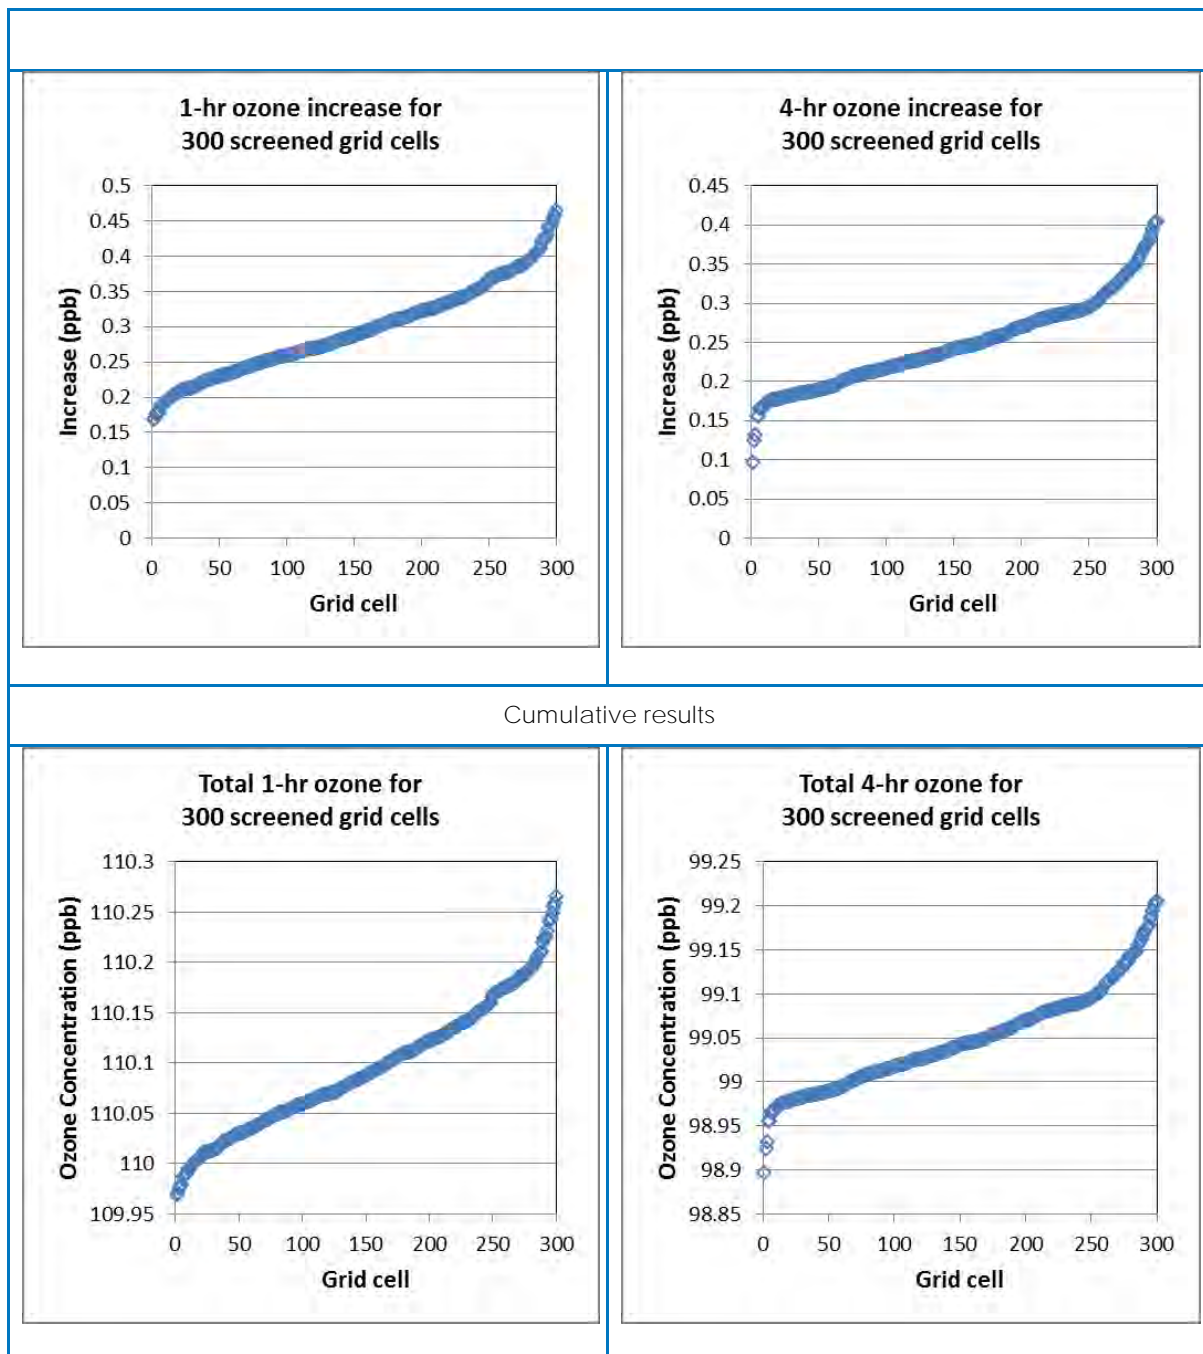 1-hr ozone increase for
300 screened grid cells
0.5
0.45
0.4
0.35
0.3
0.25
0.2
0.15
0.1
0.05
0
Increase (ppb)
0 50 100 150 200 250 300
Grid cell
4-hr ozone increase for
300 screened grid cells
0.45
0.4
0.35
0.3
0.25
0.2
0.15
0.1
0.05
0
Increase (ppb)
0 50 100 150 200 250 300
Grid cell
Cumulative results
Total 1-hr ozone for
300 screened grid cells
110.3
110.25
110.2
110.15
110.1
110.05
110
109.95
Ozone Concentration (ppb)
0 50 100 150 200 250 300
Grid cell
Total 4-hr ozone for
300 screened grid cells
99.25
99.2
99.15
99.1
99.05
99
98.95
98.9
98.85
Ozone Concentration (ppb)
0 50 100 150 200 250 300
Grid cell